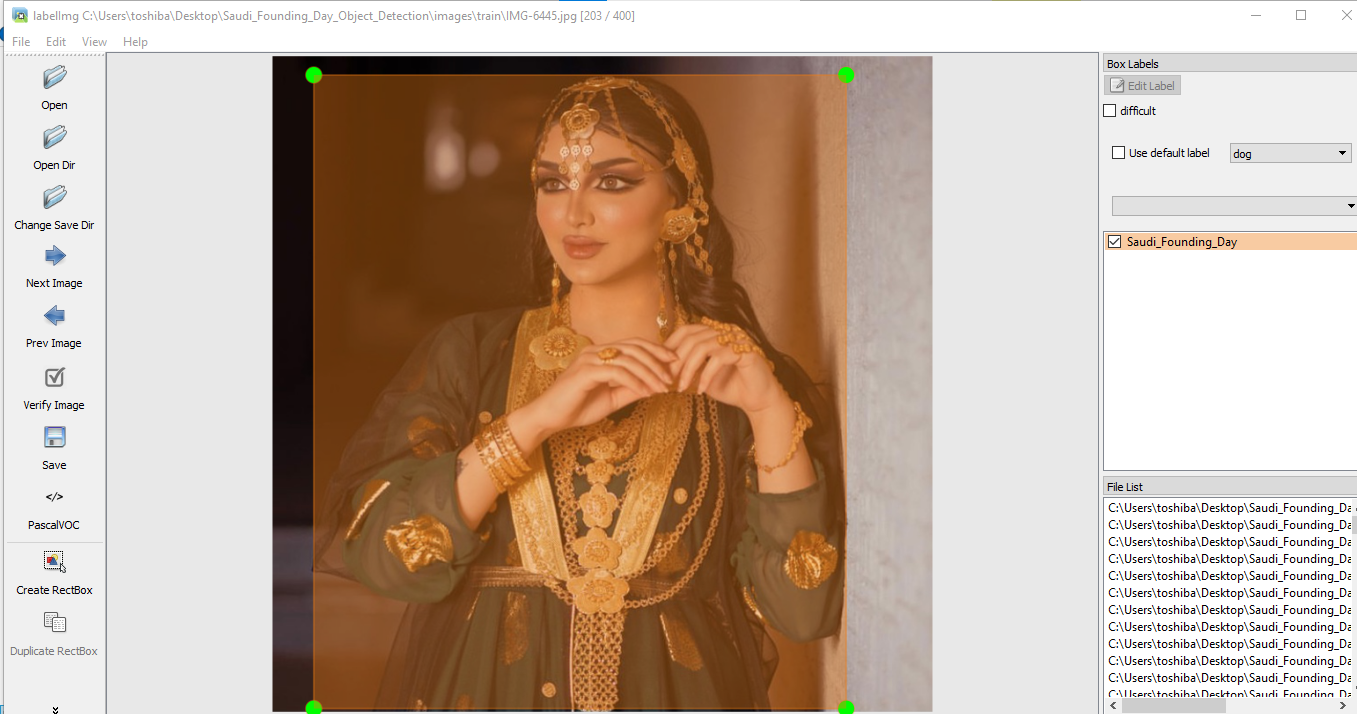 labelImg C:\Users\toshiba\Desktop\Saudi_Founding_Day_Object_Detection\images\train\IMG-6445.jpg [203 / 400]
File Edit View Help
Open
Open Dir
Change Save Dir
Next Image
Prev Image
Verify Image
Save
</>
PascalVOC
Create RectBox
Duplicate RectBox
Box Labels
Edit Label
difficult
Use default label dog
Saudi_Founding_Day
File List
C:\Users\toshiba\Desktop\Saudi_Founding_Da
C:\Users\toshiba\Desktop\Saudi_Founding_Da
C:\Users\toshiba\Desktop\Saudi_Founding_Da
C:\Users\toshiba\Desktop\Saudi_Founding_Da
C:\Users\toshiba\Desktop\Saudi_Founding_Da
C:\Users\toshiba\Desktop\Saudi_Founding_Da
C:\Users\toshiba\Desktop\Saudi_Founding_Da
C:\Users\toshiba\Desktop\Saudi_Founding_Da
C:\Users\toshiba\Desktop\Saudi_Founding_Da
C:\Users\toshiba\Desktop\Saudi_Founding_Da
C:\Users\toshiba\Desktop\Saudi_Founding_Da
C:\Users\toshiba\Desktop\Saudi_Founding_Da